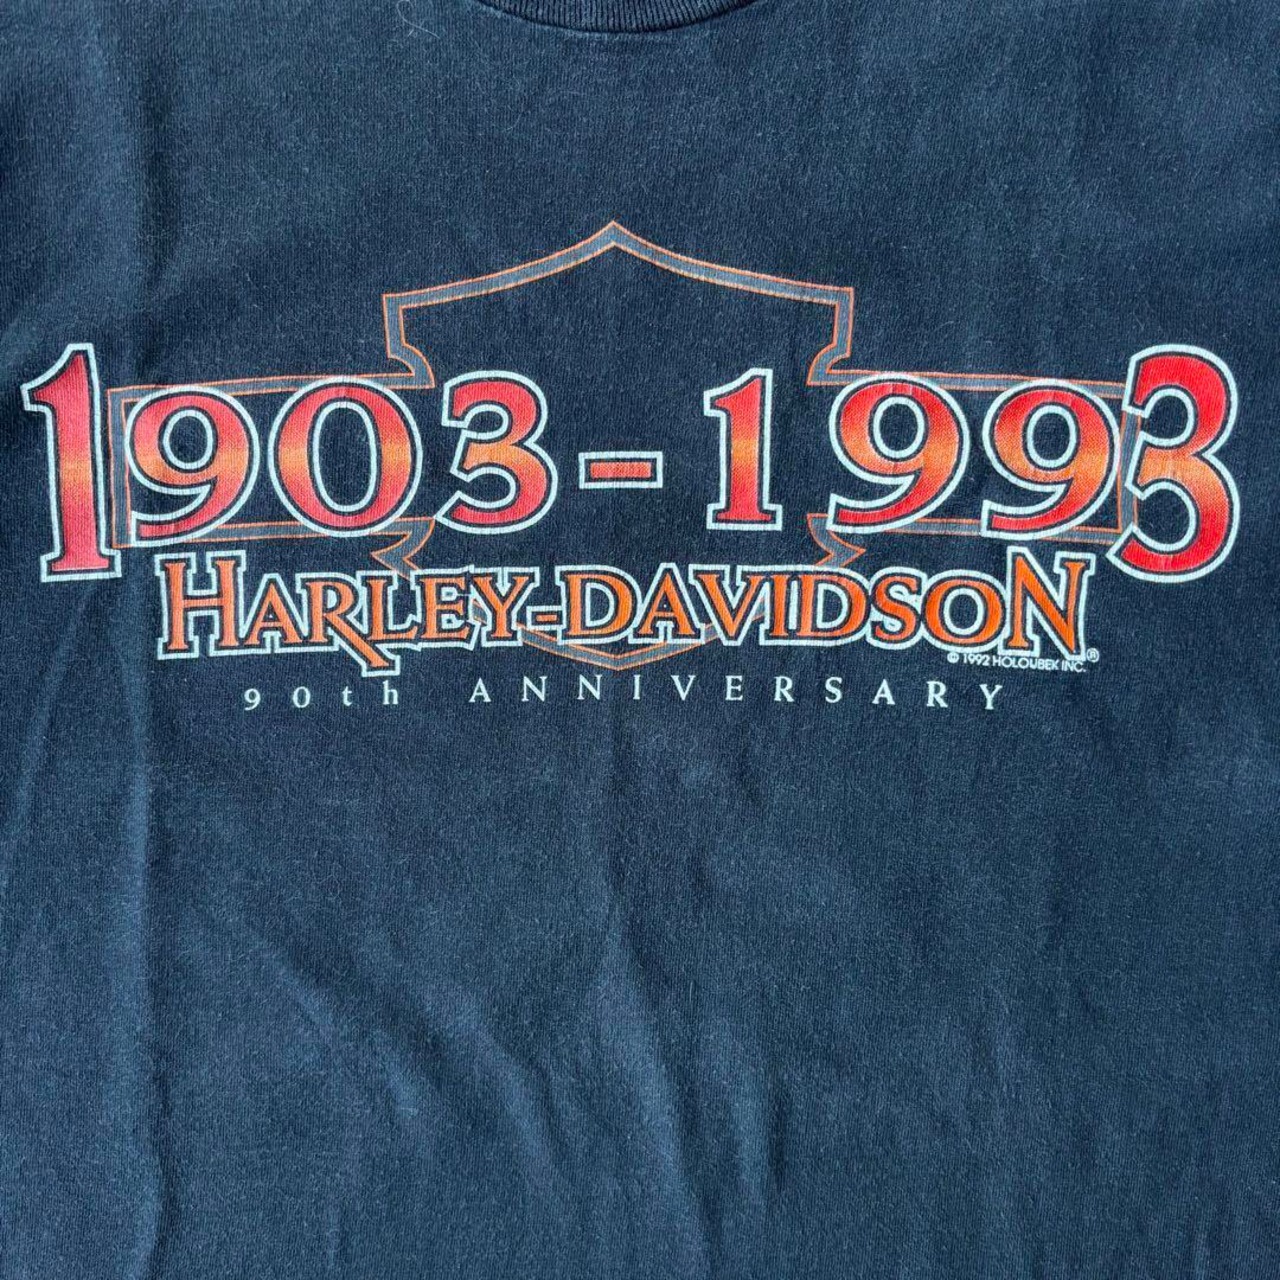 1903-1993
HARLEY-DAVIDSON®
© 1992 HOLOUBEK INC.
90th ANNIVERSARY